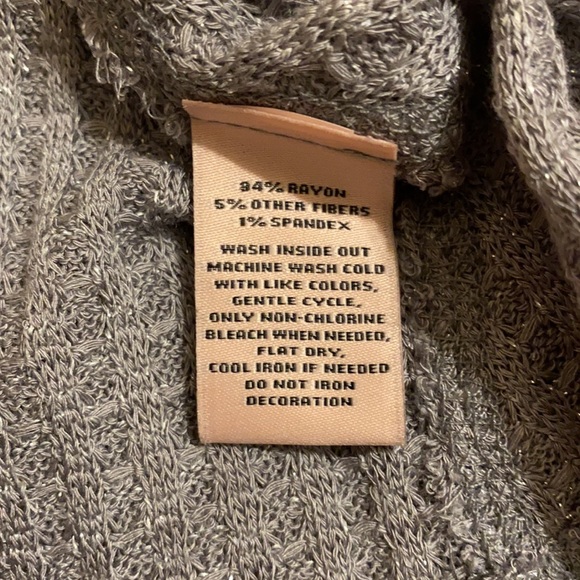 94% RAYON
5% OTHER FIBERS
1% SPANDEX
WASH INSIDE OUT
MACHINE WASH COLD
WITH LIKE COLORS,
GENTLE CYCLE,
ONLY NON-CHLORINE
BLEACH WHEN NEEDED,
FLAT DRY,
COOL IRON IF NEEDED
DO NOT IRON
DECORATION